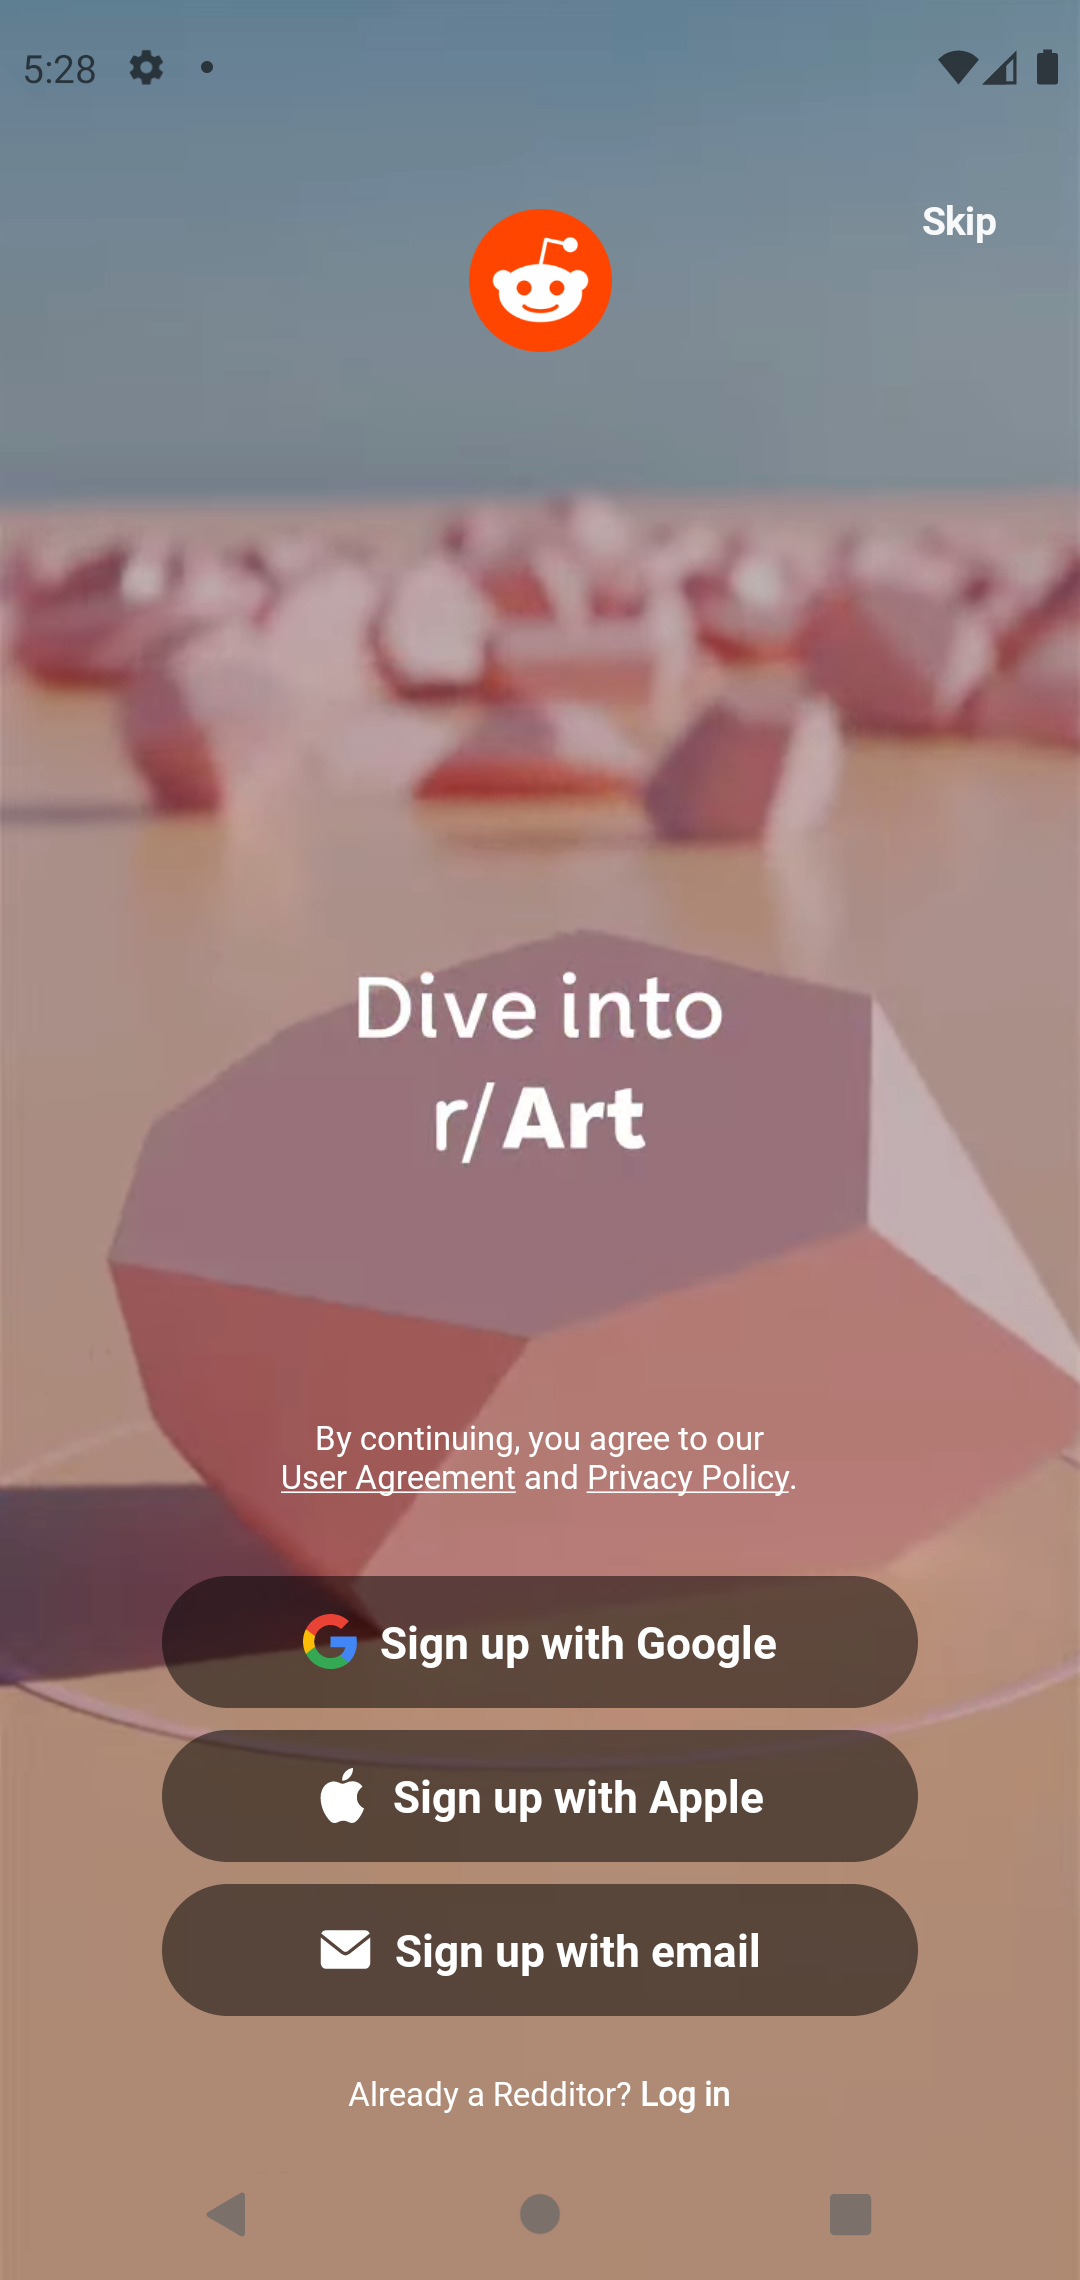 5:28
Skip
Dive into
r/Art
By continuing, you agree to our
User Agreement and Privacy Policy.
Sign up with Google
Sign up with Apple
Sign up with email
Already a Redditor? Log in